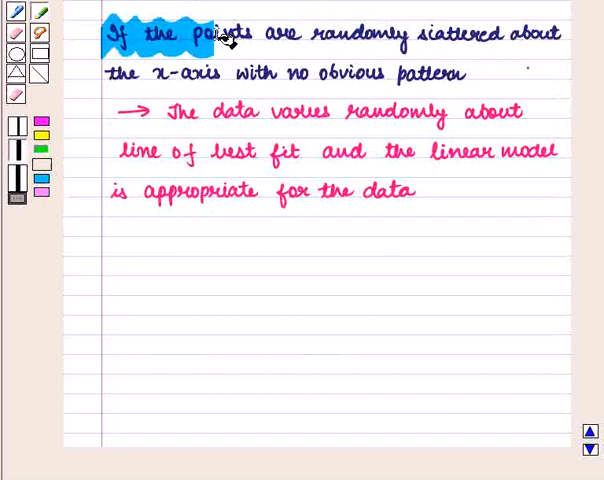 If the points are randomly scattered about
the x-axis with no obvious pattern
→ The data varies randomly about
line of best fit and the linear model
is appropriate for the data